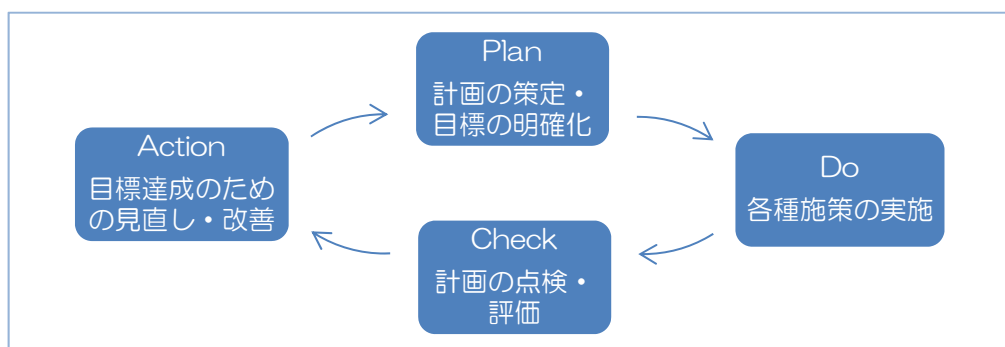 Plan
計画の策定・
目標の明確化
Do
各種施策の実施
Check
計画の点検・
評価
Action
目標達成のため
の見直し・改善